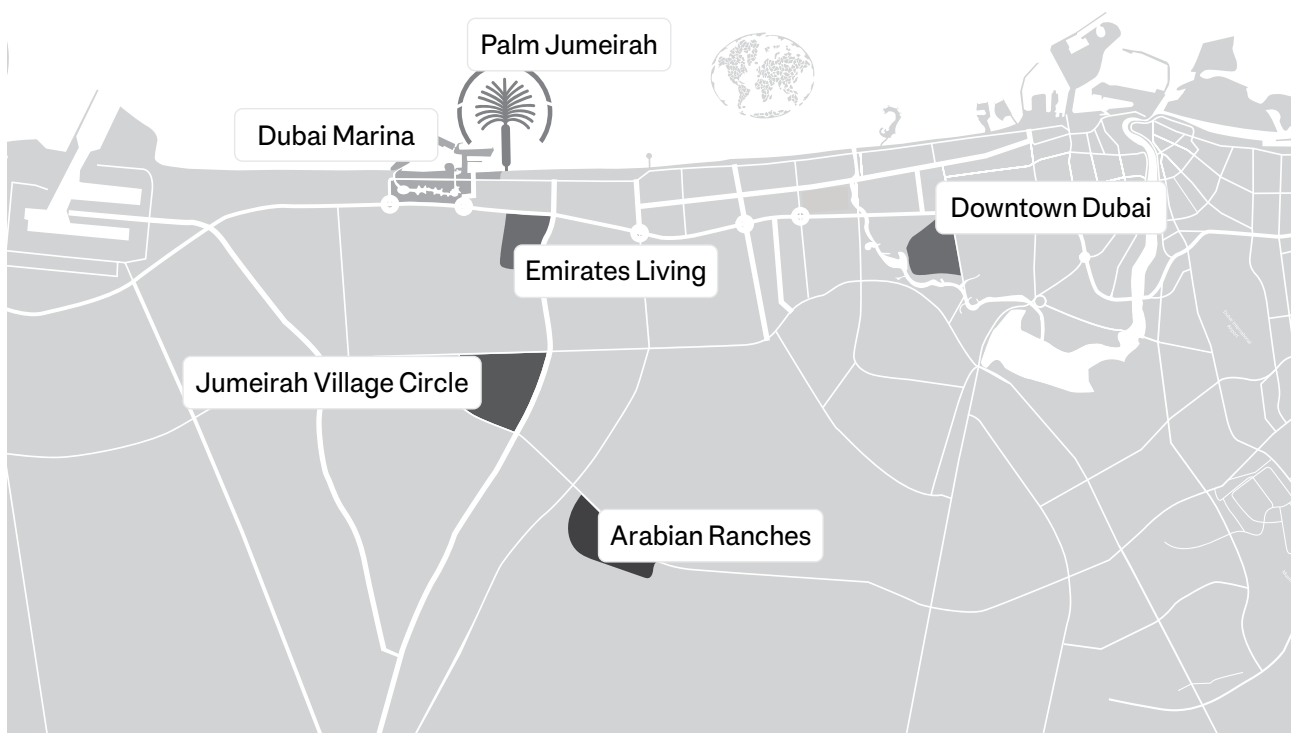 Palm Jumeirah
Dubai Marina
Downtown Dubai
Emirates Living
Jumeirah Village Circle
Arabian Ranches